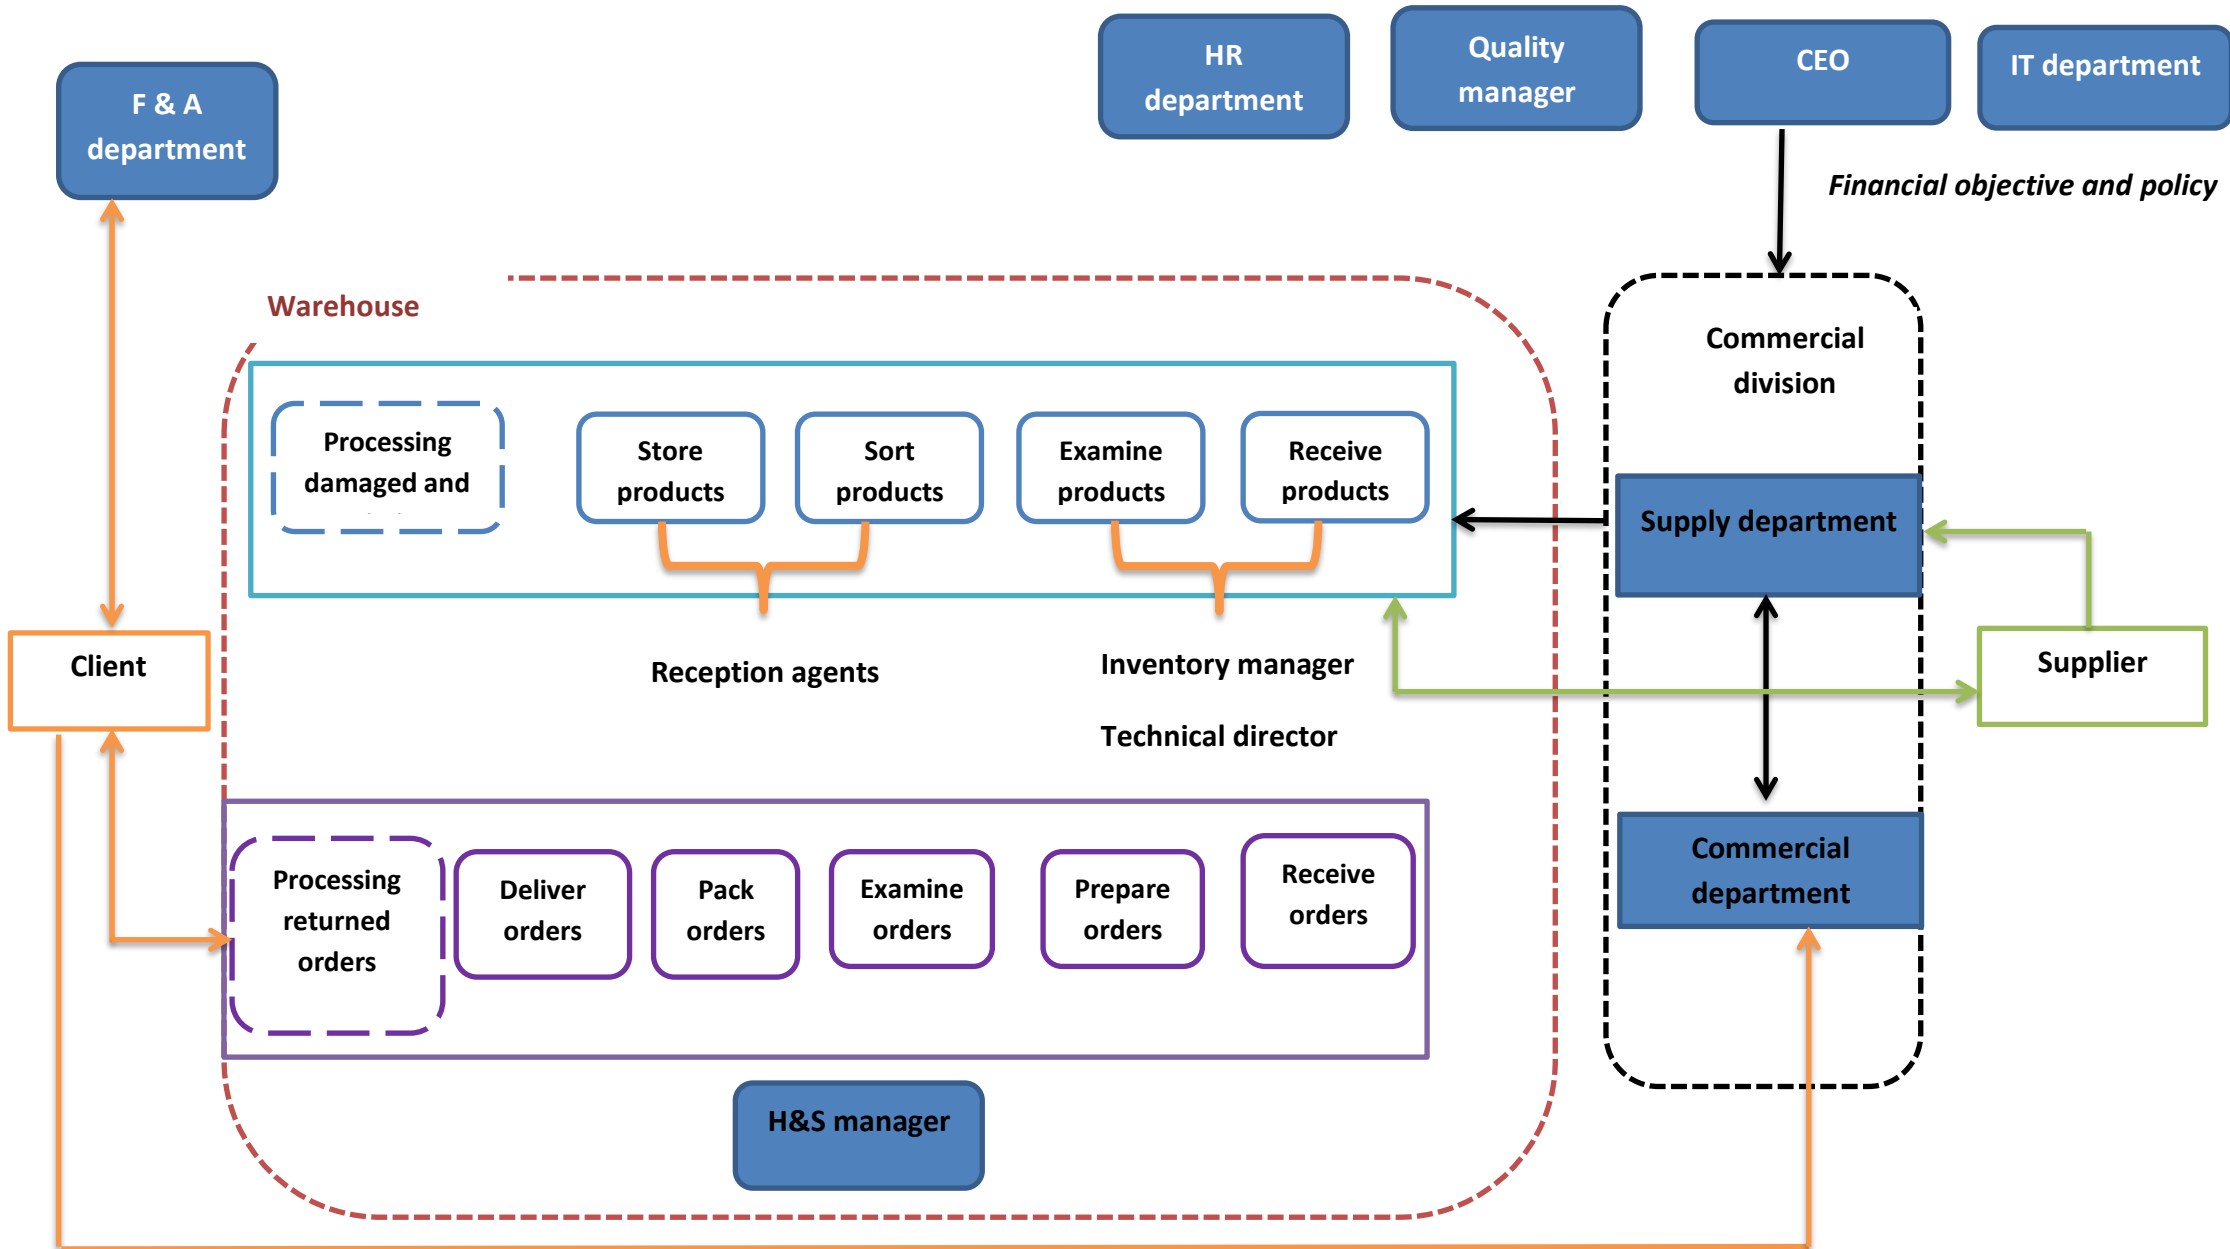 HR
department
Quality
manager
CEO
IT department
F & A
department
Financial objective and policy
Warehouse
Commercial
division
Processing
damaged and
Store
products
Sort
products
Examine
products
Receive
products
Supply department
Client
Reception agents
Inventory manager
Technical director
Supplier
Processing
returned
orders
Deliver
orders
Pack
orders
Examine
orders
Prepare
orders
Receive
orders
Commercial
department
H&S manager